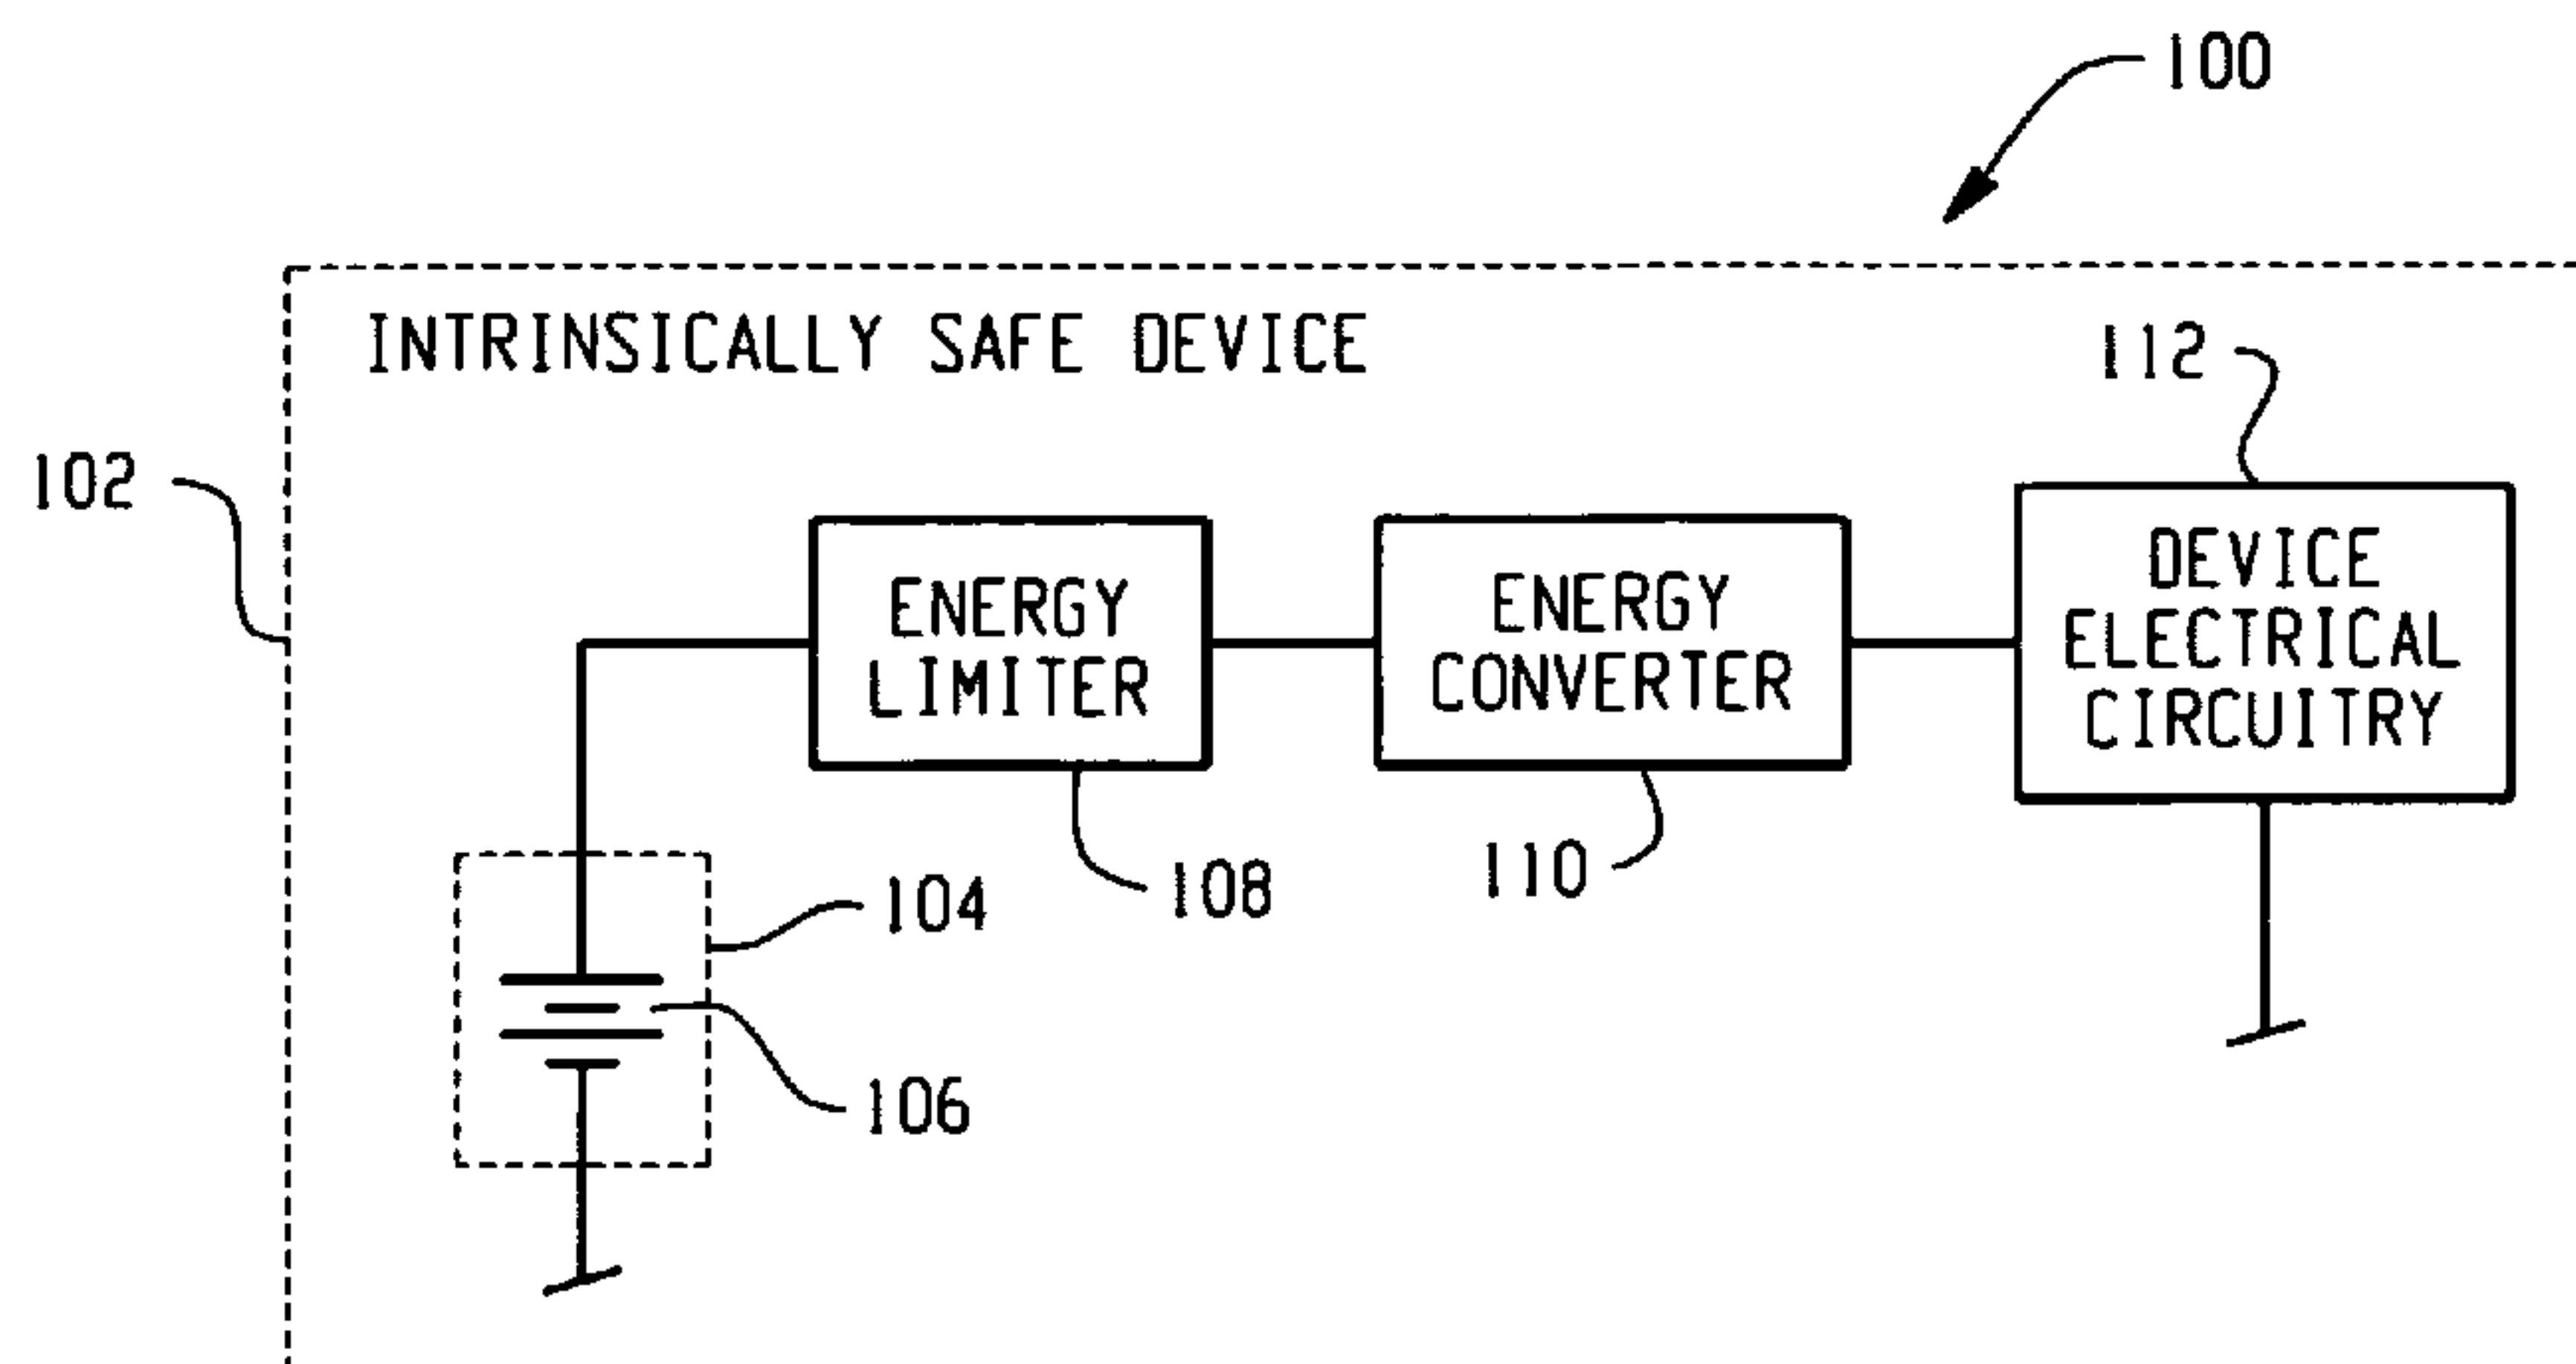 100
INTRINSICALLY SAFE DEVICE
112
102
ENERGY
LIMITER
ENERGY
CONVERTER
DEVICE
ELECTRICAL
CIRCUITRY
108
110
104
106